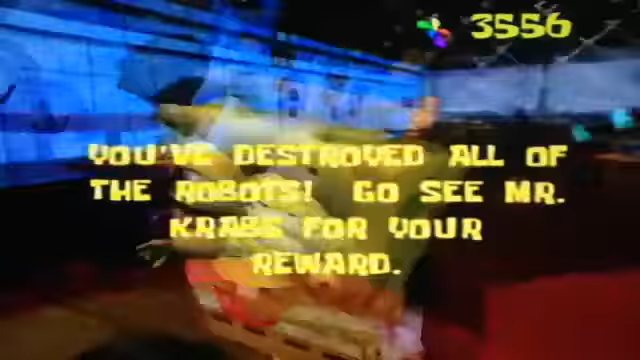 3556
YOU'VE DESTROYED ALL OF
THE ROBOTS! GO SEE MR.
KRABS FOR YOUR
REWARD.